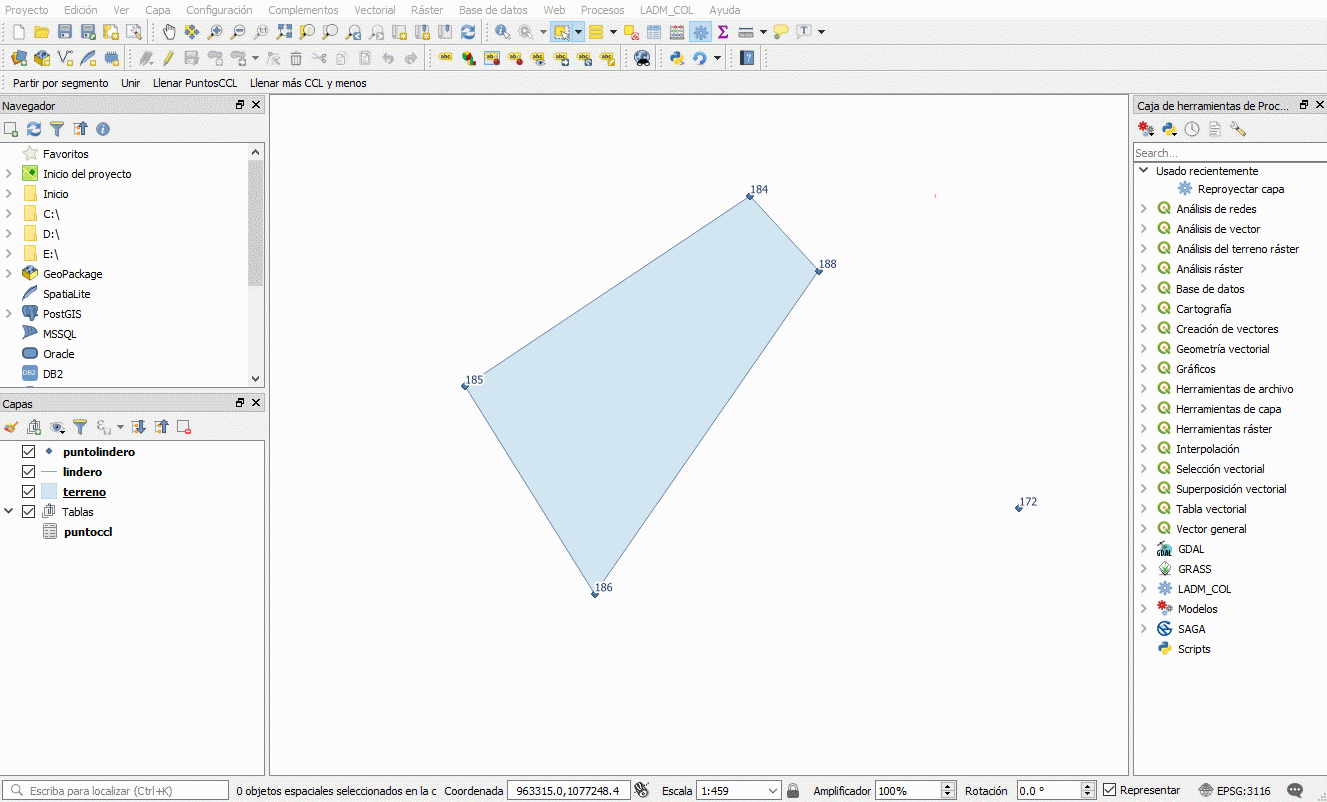 Proyecto Edición Ver Capa Configuración Complementos Vectorial Ráster Base de datos Web Procesos LADM_COL Ayuda
Partir por segmento Unir Llenar PuntosCCL Llenar más CCL y menos
Navegador
Favoritos
Inicio del proyecto
Inicio
C:\
D:\
E:\
GeoPackage
SpatiaLite
PostGIS
MSSQL
Oracle
DB2
Capas
puntolindero
lindero
terreno
Tablas
puntoccl
184
188
185
186
172
Caja de herramientas de Proc...
Search...
Usado recientemente
Reproyectar capa
Análisis de redes
Análisis de vector
Análisis del terreno ráster
Análisis ráster
Base de datos
Cartografía
Creación de vectores
Geometría vectorial
Gráficos
Herramientas de archivo
Herramientas de capa
Herramientas ráster
Interpolación
Selección vectorial
Superposición vectorial
Tabla vectorial
Vector general
GDAL
GRASS
LADM_COL
Modelos
SAGA
Scripts
Escriba para localizar (Ctrl+K) 0 objetos espaciales seleccionados en la c Coordenada 963315.0,1077248.4 Escala 1:459 Amplificador 100% Rotación 0.0 ° Representar EPSG:3116